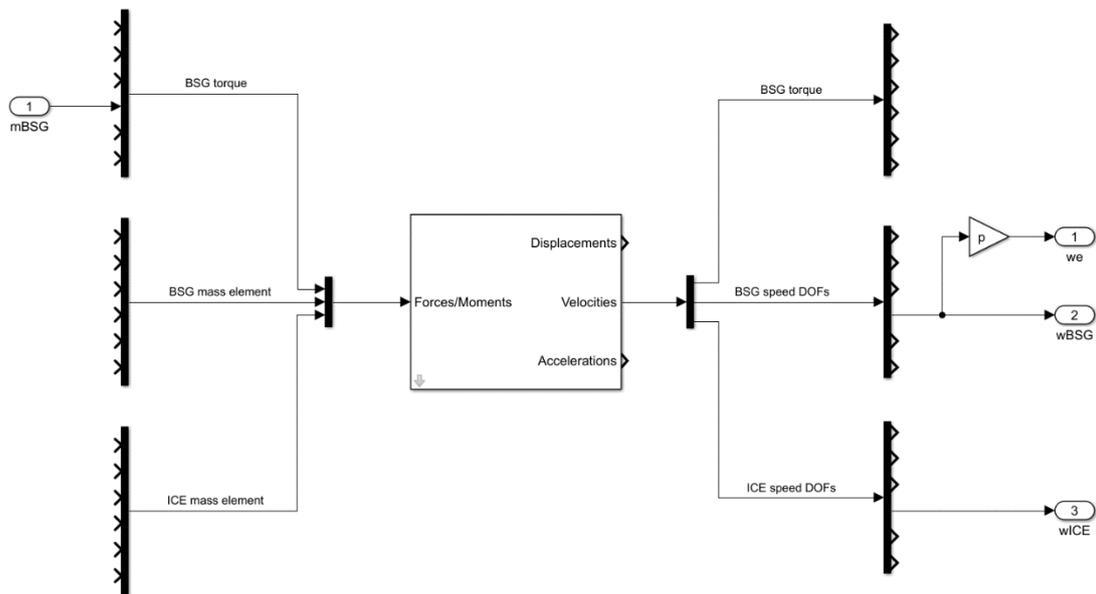 BSG torque
BSG torque
1
mBSG
Displacements
p
1
we
BSG mass element
Forces/Moments
Velocities
BSG speed DOFs
2
wBSG
Accelerations
ICE mass element
ICE speed DOFs
3
wICE